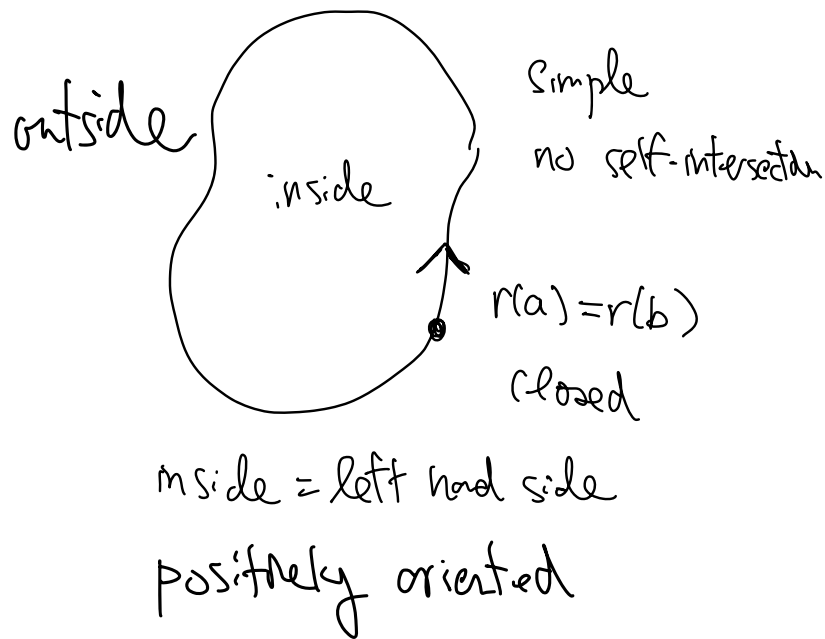 simple
outside
no self-intersection
inside
r(a)=r(b)
closed
inside = left hand side
positively oriented